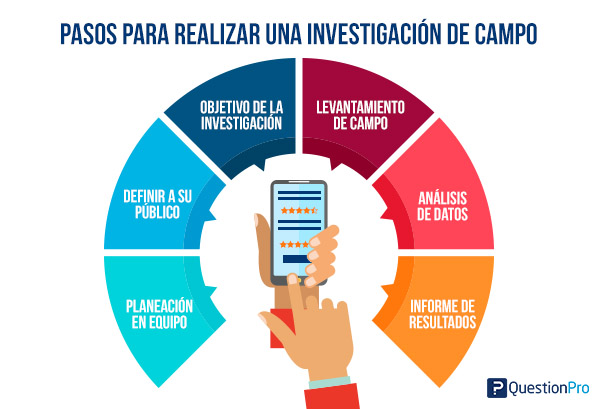 PASOS PARA REALIZAR UNA INVESTIGACIÓN DE CAMPO
PLANEACIÓN
EN EQUIPO
DEFINIR A SU
PÚBLICO
OBJETIVO DE LA
INVESTIGACIÓN
LEVANTAMIENTO
DE CAMPO
ANÁLISIS
DE DATOS
INFORME DE
RESULTADOS
QuestionPro